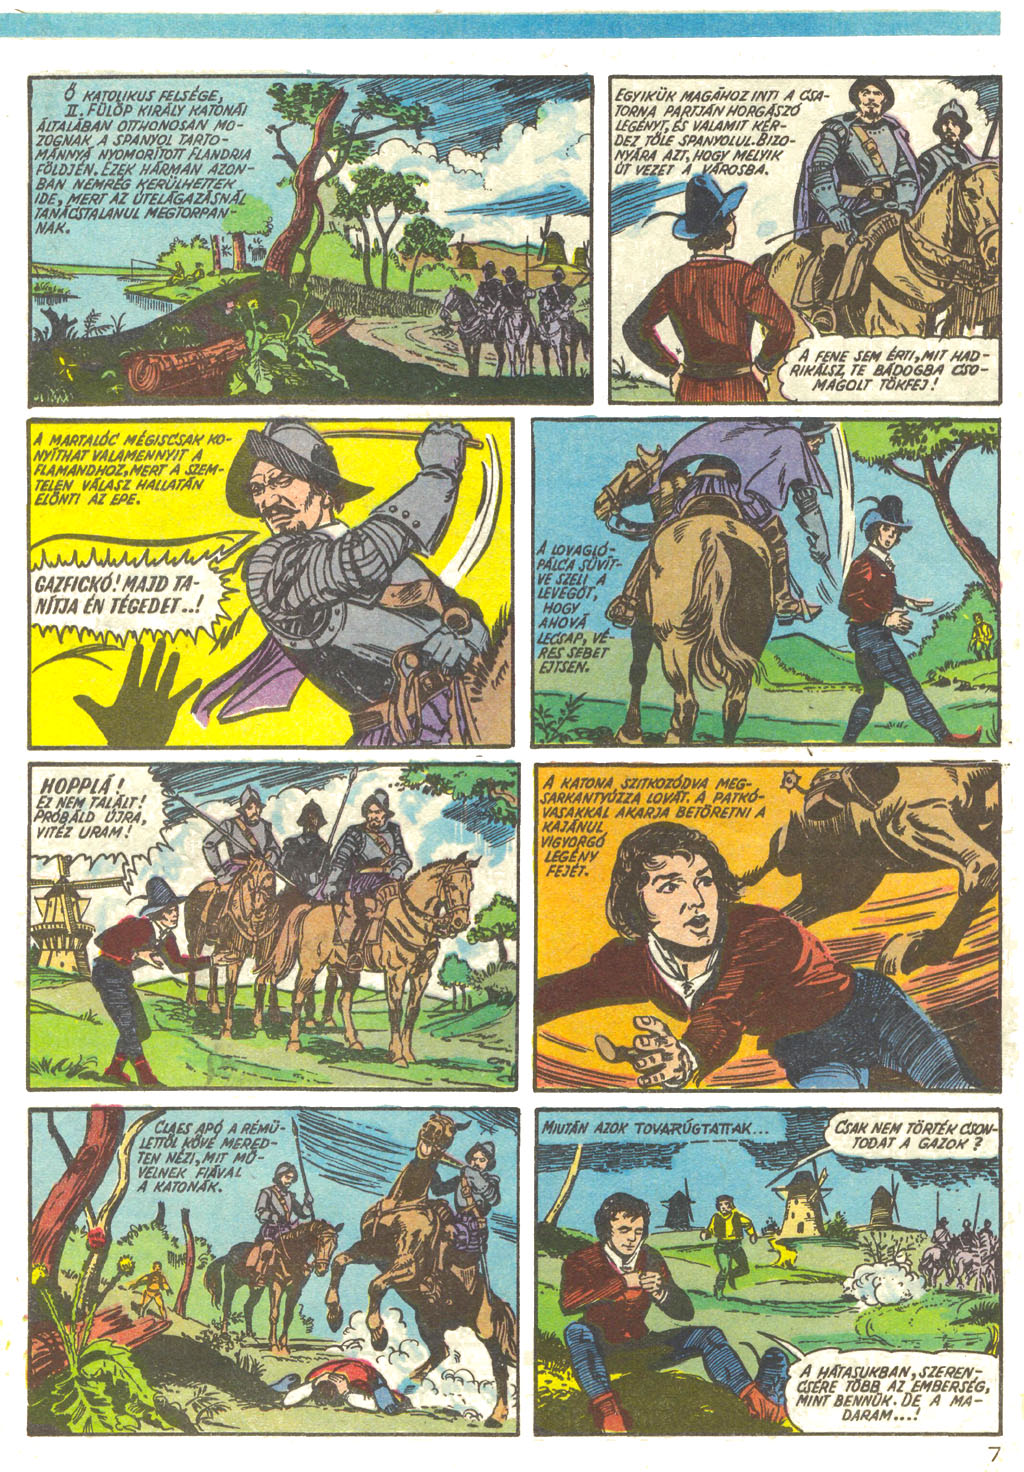 Ő KATOLIKUS FELSÉGE,
II. FÜLÖP KIRÁLY KATONÁI
ÁLTALÁBAN OTTHONOSAN MO-
ZOGNAK A SPANYOL TARTO-
MÁNNYÁ NYOMORÍTOTT FLANDRIA
FÖLDJÉN. EZEK HÁRMAN AZON-
BAN NEMRÉG KERÜLHETTEK
IDE, MERT AZ ÚTELÁGAZÁSNÁL
TANÁCSTALANUL MEGTORPAN-
NAK.
EGYIKÜK MAGÁHOZ INTI A CSA-
TORNA PARTJÁN HORGÁSZÓ
LEGÉNYT, ÉS VALAMIT KÉR-
DEZ TŐLE SPANYOLUL. BIZO-
NYÁRA AZT, HOGY MELYIK
ÚT VEZET A VÁROSBA.
A FENE SEM ÉRTI, MIT HAD-
RIKÁLSZ, TE BÁDOGBA CSO-
MAGOLT TÖKFEJ!
A MARTALÓC MÉGISCSAK KO-
NYÍTHAT VALAMENNYIT A
FLAMANDHOZ, MERT A SZEM-
TELEN VÁLASZ HALLATÁN
ELÖNTI AZ EPE.
GAZFICKÓ! MAJD TA-
NÍTJA ÉN TÉGEDET..!
A LOVAGLÓ-
PÁLCA SÜVÍT-
VE SZELI A
LEVEGŐT,
HOGY
AHOVÁ
LECSAP, VÉ-
RES SEBET
EJTSEN.
HOPPLÁ!
EZ NEM TALÁLT!
PRÓBÁLD ÚJRA,
VITÉZ URAM!
A KATONA SZITKOZÓDVA MEG-
SARKANTYÚZZA LOVÁT. A PATKÓ-
VASAKKAL AKARJA BETÖRETNI A
KAJÁNUL
VIGYORGÓ
LEGÉNY
FEJÉT.
CLAES APÓ A RÉMÜ-
LETTŐL KŐVÉ MERED-
TEN NÉZI, MIT MŰ-
VELNEK FIÁVAL
A KATONÁK.
MIUTÁN AZOK TOVARÚGTATTAK...
CSAK NEM TÖRTÉK CSON-
TODAT A GAZOK?
A HÁTASUKBAN, SZEREN-
CSÉRE TÖBB AZ EMBERSÉG,
MINT BENNÜK. DE A MA-
DARAM...!
7